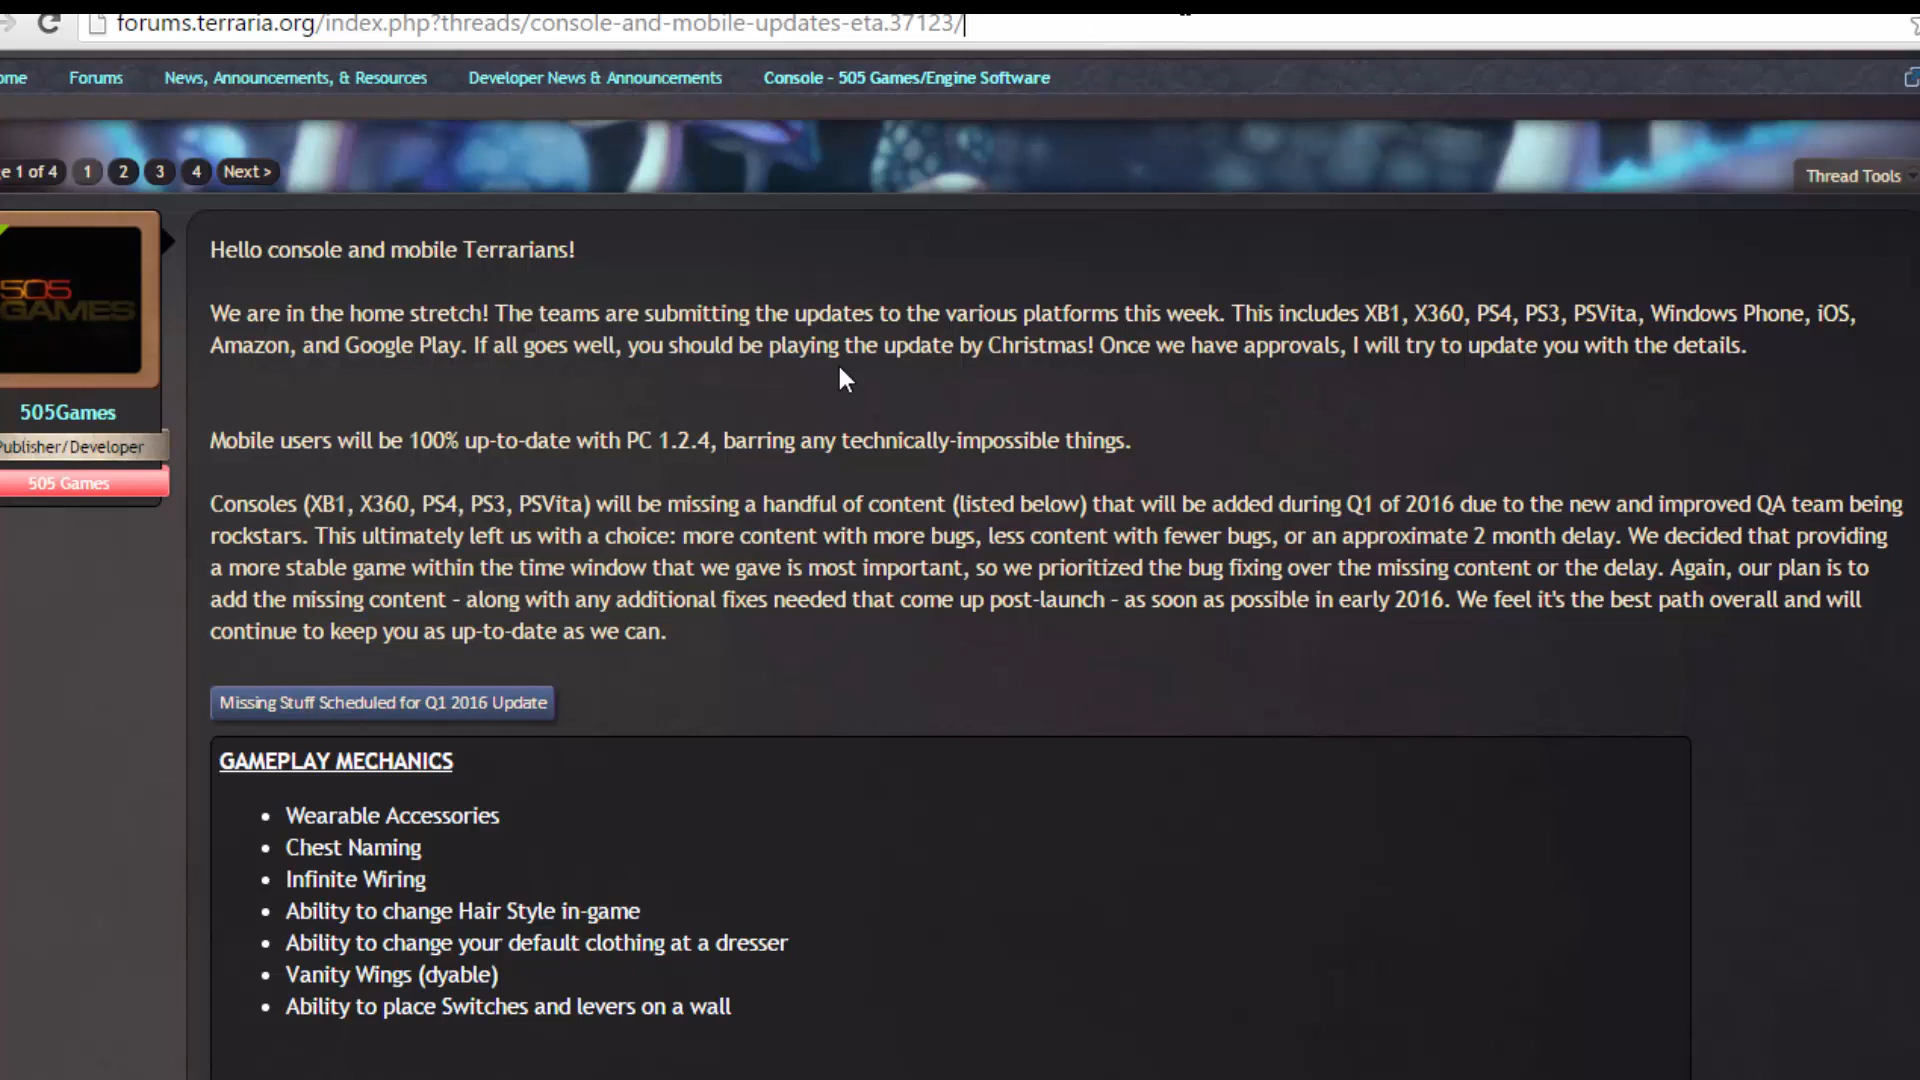 forums.terraria.org/index.php?threads/console-and-mobile-updates-eta.37123/
ome Forums News, Announcements, & Resources Developer News & Announcements Console - 505 Games/Engine Software
e 1 of 4 1 2 3 4 Next >
Thread Tools
505
GAMES
505Games
Publisher/Developer
505 Games
Hello console and mobile Terrarians!
We are in the home stretch! The teams are submitting the updates to the various platforms this week. This includes XB1, X360, PS4, PS3, PSVita, Windows Phone, iOS,
Amazon, and Google Play. If all goes well, you should be playing the update by Christmas! Once we have approvals, I will try to update you with the details.
Mobile users will be 100% up-to-date with PC 1.2.4, barring any technically-impossible things.
Consoles (XB1, X360, PS4, PS3, PSVita) will be missing a handful of content (listed below) that will be added during Q1 of 2016 due to the new and improved QA team being
rockstars. This ultimately left us with a choice: more content with more bugs, less content with fewer bugs, or an approximate 2 month delay. We decided that providing
a more stable game within the time window that we gave is most important, so we prioritized the bug fixing over the missing content or the delay. Again, our plan is to
add the missing content - along with any additional fixes needed that come up post-launch - as soon as possible in early 2016. We feel it's the best path overall and will
continue to keep you as up-to-date as we can.
Missing Stuff Scheduled for Q1 2016 Update
GAMEPLAY MECHANICS
• Wearable Accessories
• Chest Naming
• Infinite Wiring
• Ability to change Hair Style in-game
• Ability to change your default clothing at a dresser
• Vanity Wings (dyable)
• Ability to place Switches and levers on a wall